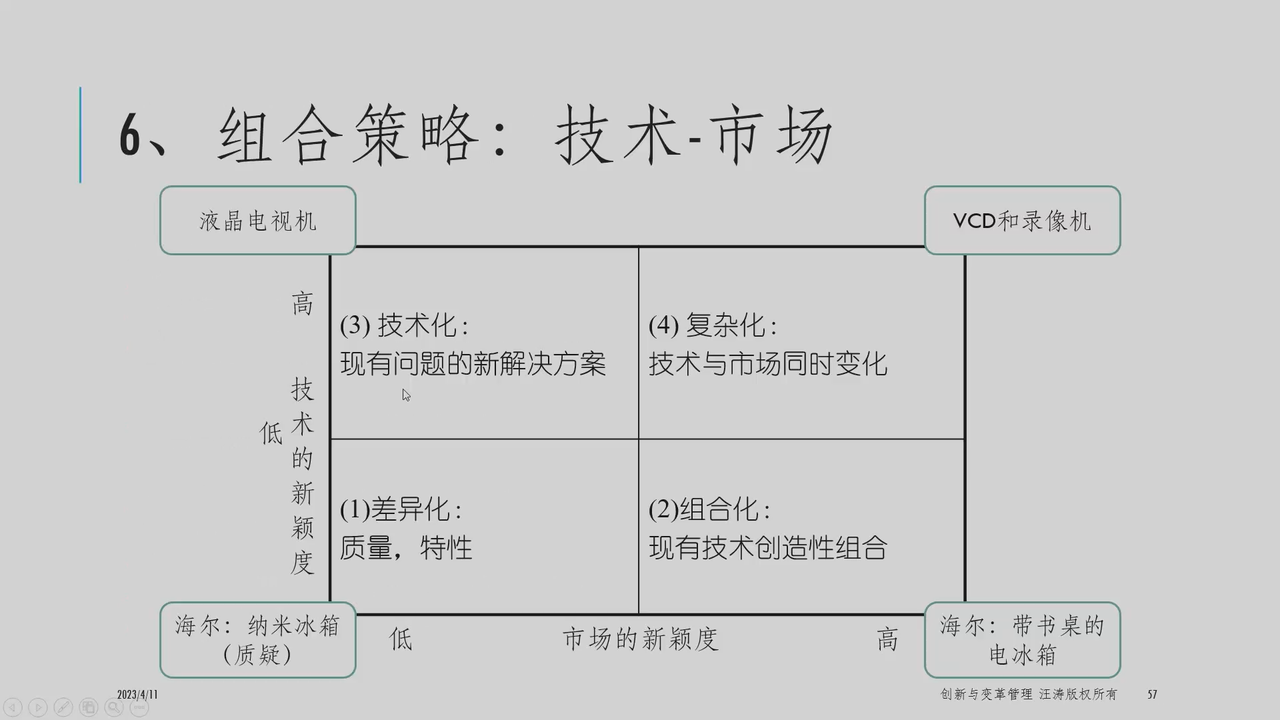 6、组合策略：技术-市场
液晶电视机
VCD和录像机
高
(3) 技术化：
现有问题的新解决方案
(4) 复杂化：
技术与市场同时变化
技术的新颖度
低
(1)差异化：
质量，特性
(2)组合化：
现有技术创造性组合
海尔：纳米冰箱
（质疑）
低
市场的新颖度
高
海尔：带书桌的
电冰箱
2023/4/11
创新与变革管理 汪涛版权所有
57